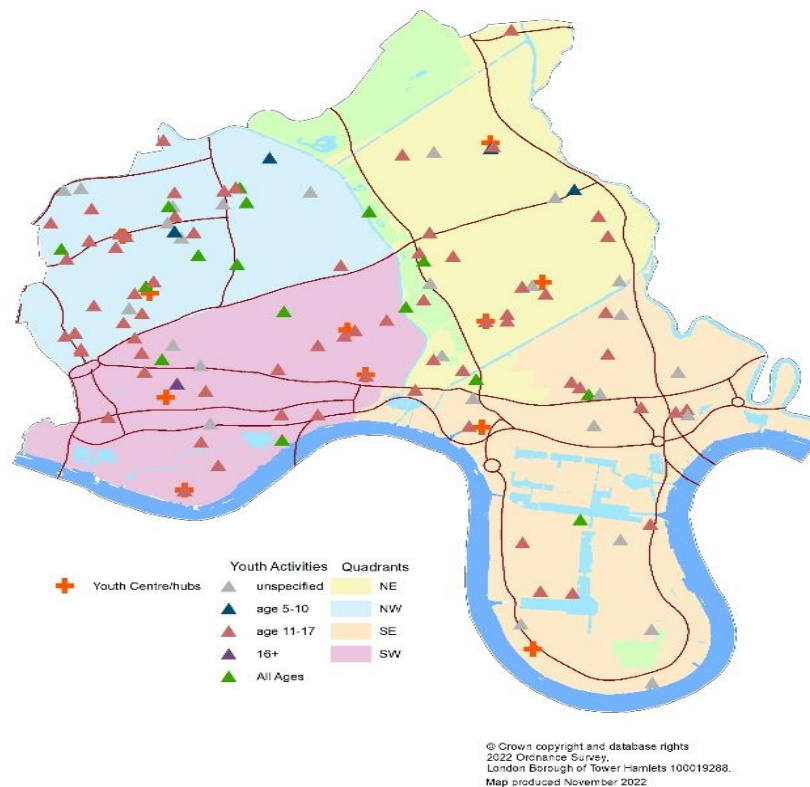 Youth Activities
Quadrants
Youth Centre/hubs
unspecified
NE
age 5-10
NW
age 11-17
SE
16+
SW
All Ages
© Crown copyright and database rights
2022 Ordnance Survey,
London Borough of Tower Hamlets 100019288.
Map produced November 2022